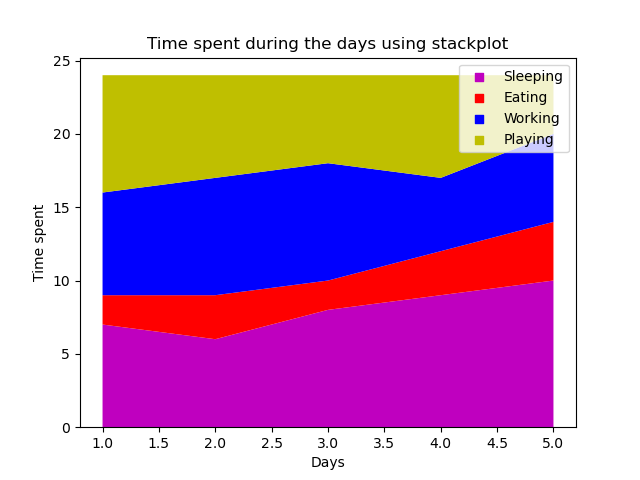 Time spent during the days using stackplot
25
20
15
10
5
0
Time spent
Sleeping
Eating
Working
Playing
1.0 1.5 2.0 2.5 3.0 3.5 4.0 4.5 5.0
Days